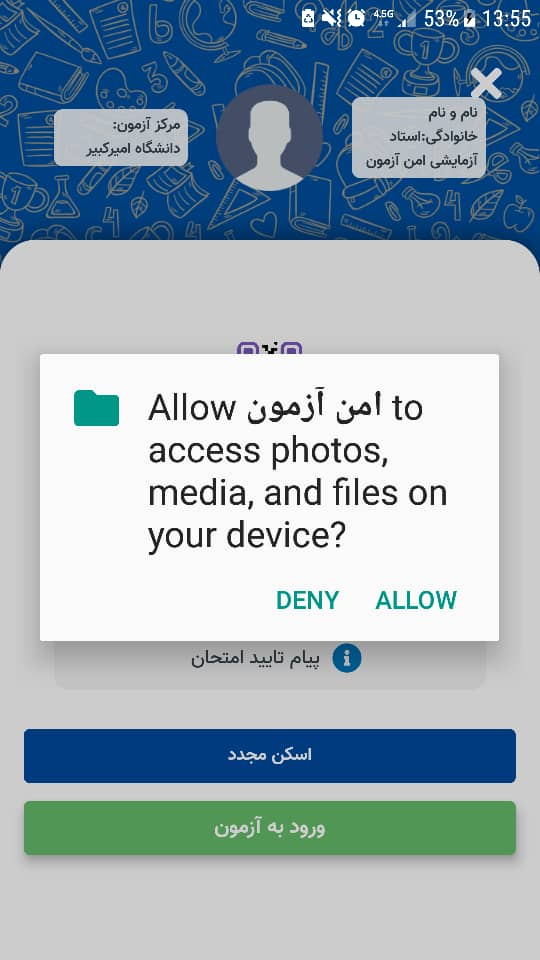 4.5G 53% 13:55
نام و نام
خانوادگی:استاد
آزمایشی امن آزمون
مرکز آزمون:
دانشگاه امیرکبیر
Allow امن آزمون to
access photos,
media, and files on
your device?
DENY ALLOW
پیام تایید امتحان
اسکن مجدد
ورود به آزمون